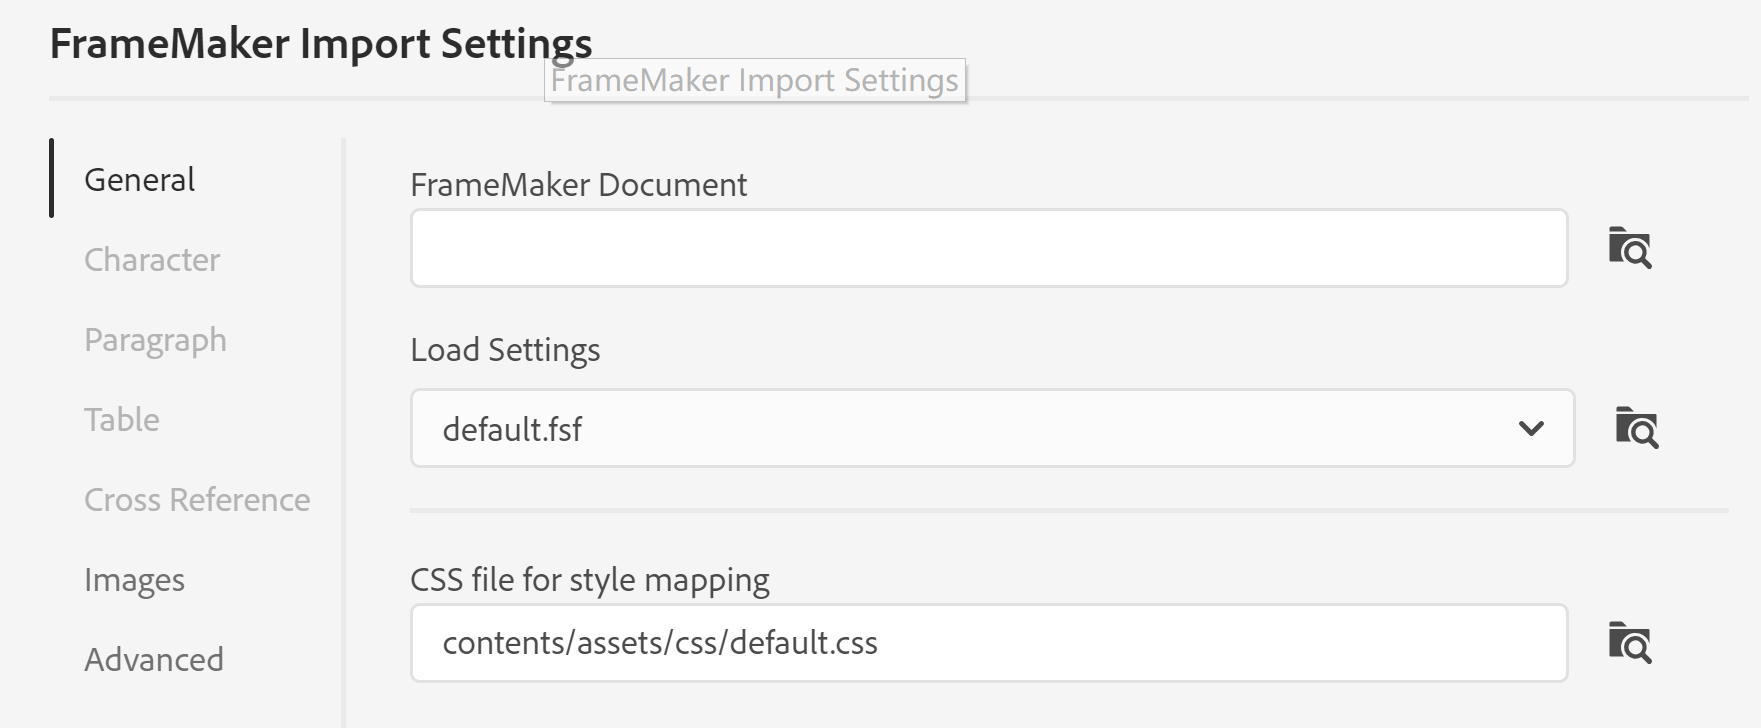 FrameMaker Import Settings
FrameMaker Import Settings
General
Character
Paragraph
Table
Cross Reference
Images
Advanced
FrameMaker Document
Load Settings
default.fsf
CSS file for style mapping
contents/assets/css/default.css